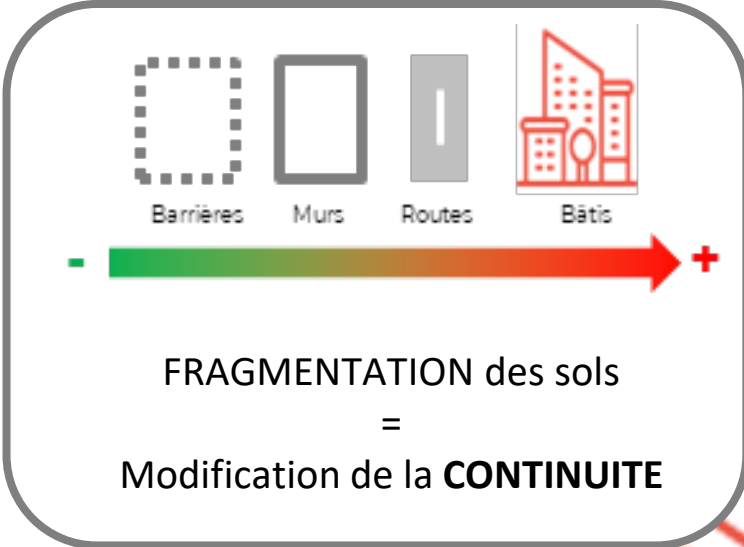 Barrières Murs Routes Bâtis
- +
FRAGMENTATION des sols
=
Modification de la CONTINUITE